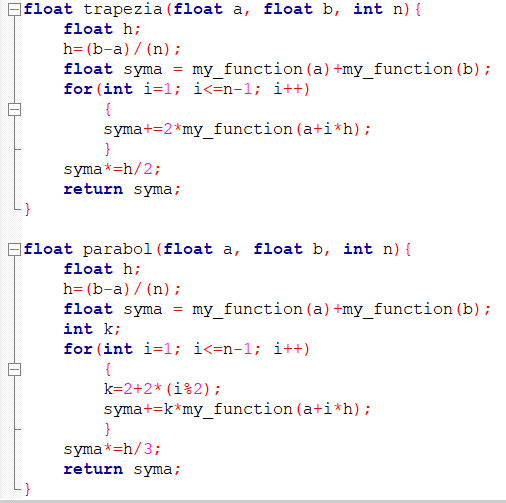 float trapezia(float a, float b, int n){
float h;
h=(b-a)/(n);
float syma = my_function(a)+my_function(b);
for(int i=1; i<=n-1; i++)
{
syma+=2*my_function(a+i*h);
}
syma*=h/2;
return syma;
}
float parabol(float a, float b, int n){
float h;
h=(b-a)/(n);
float syma = my_function(a)+my_function(b);
int k;
for(int i=1; i<=n-1; i++)
{
k=2+2*(i%2);
syma+=k*my_function(a+i*h);
}
syma*=h/3;
return syma;
}